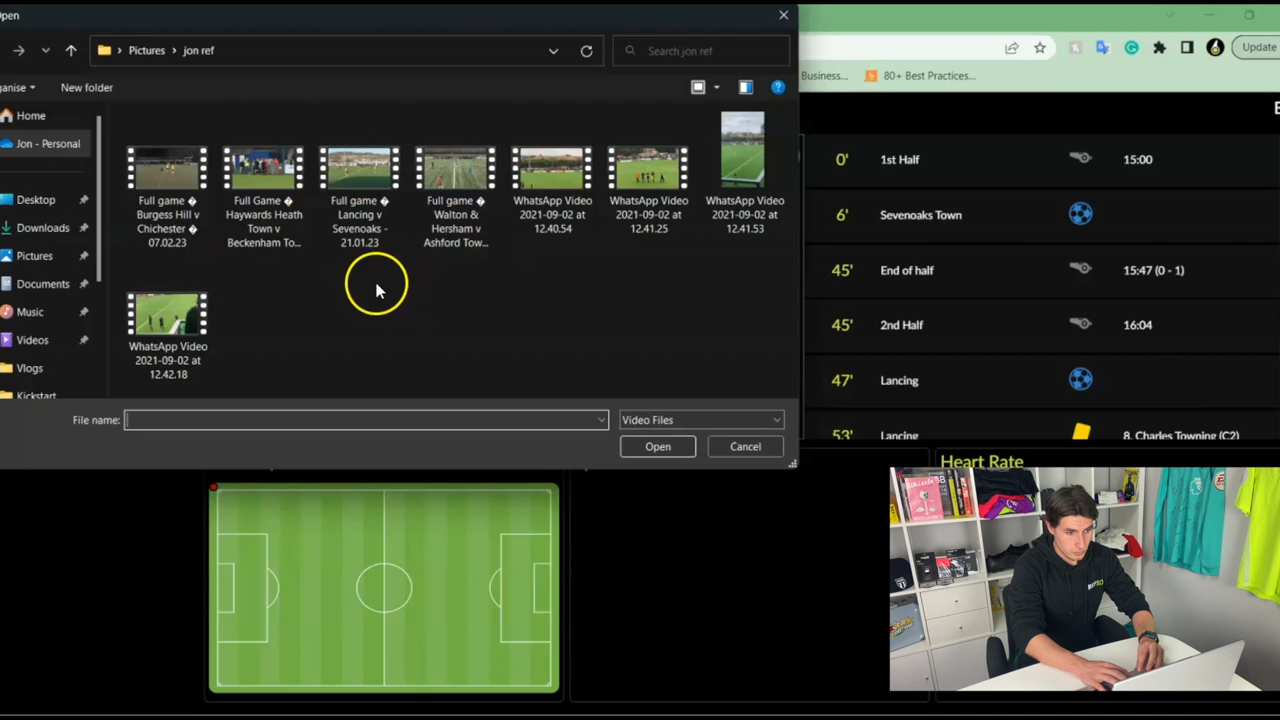 Open
Pictures
jon ref
Search jon ref
Update
Business...
80+ Best Practices...
anise
New folder
Home
Jon - Personal
Desktop
Downloads
Pictures
Documents
Music
Videos
Vlogs
Kickstart
Full game �
Burgess Hill v
Chichester �
07.02.23
Full Game �
Haywards Heath
Town v
Beckenham To...
Full game �
Lancing v
Sevenoaks -
21.01.23
Full game �
Walton &
Hersham v
Ashford Tow...
WhatsApp Video
2021-09-02 at
12.40.54
WhatsApp Video
2021-09-02 at
12.41.25
WhatsApp Video
2021-09-02 at
12.41.53
WhatsApp Video
2021-09-02 at
12.42.18
File name:
Video Files
Open
Cancel
0' 1st Half 15:00
6' Sevenoaks Town
45' End of half 15:47 (0 - 1)
45' 2nd Half 16:04
47' Lancing
53' Lancing 8. Charles Towning (C2)
Heart Rate